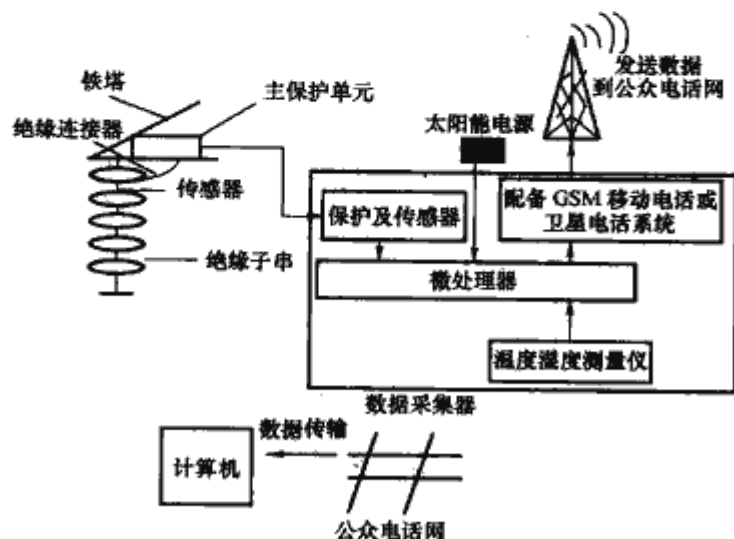 发送数据
到公众电话网
铁塔
主保护单元
太阳能电源
绝缘连接器
传感器
绝缘子串
保护及传感器
配备 GSM 移动电话或
卫星电话系统
微处理器
温度湿度测量仪
数据采集器
数据传输
计算机
公众电话网